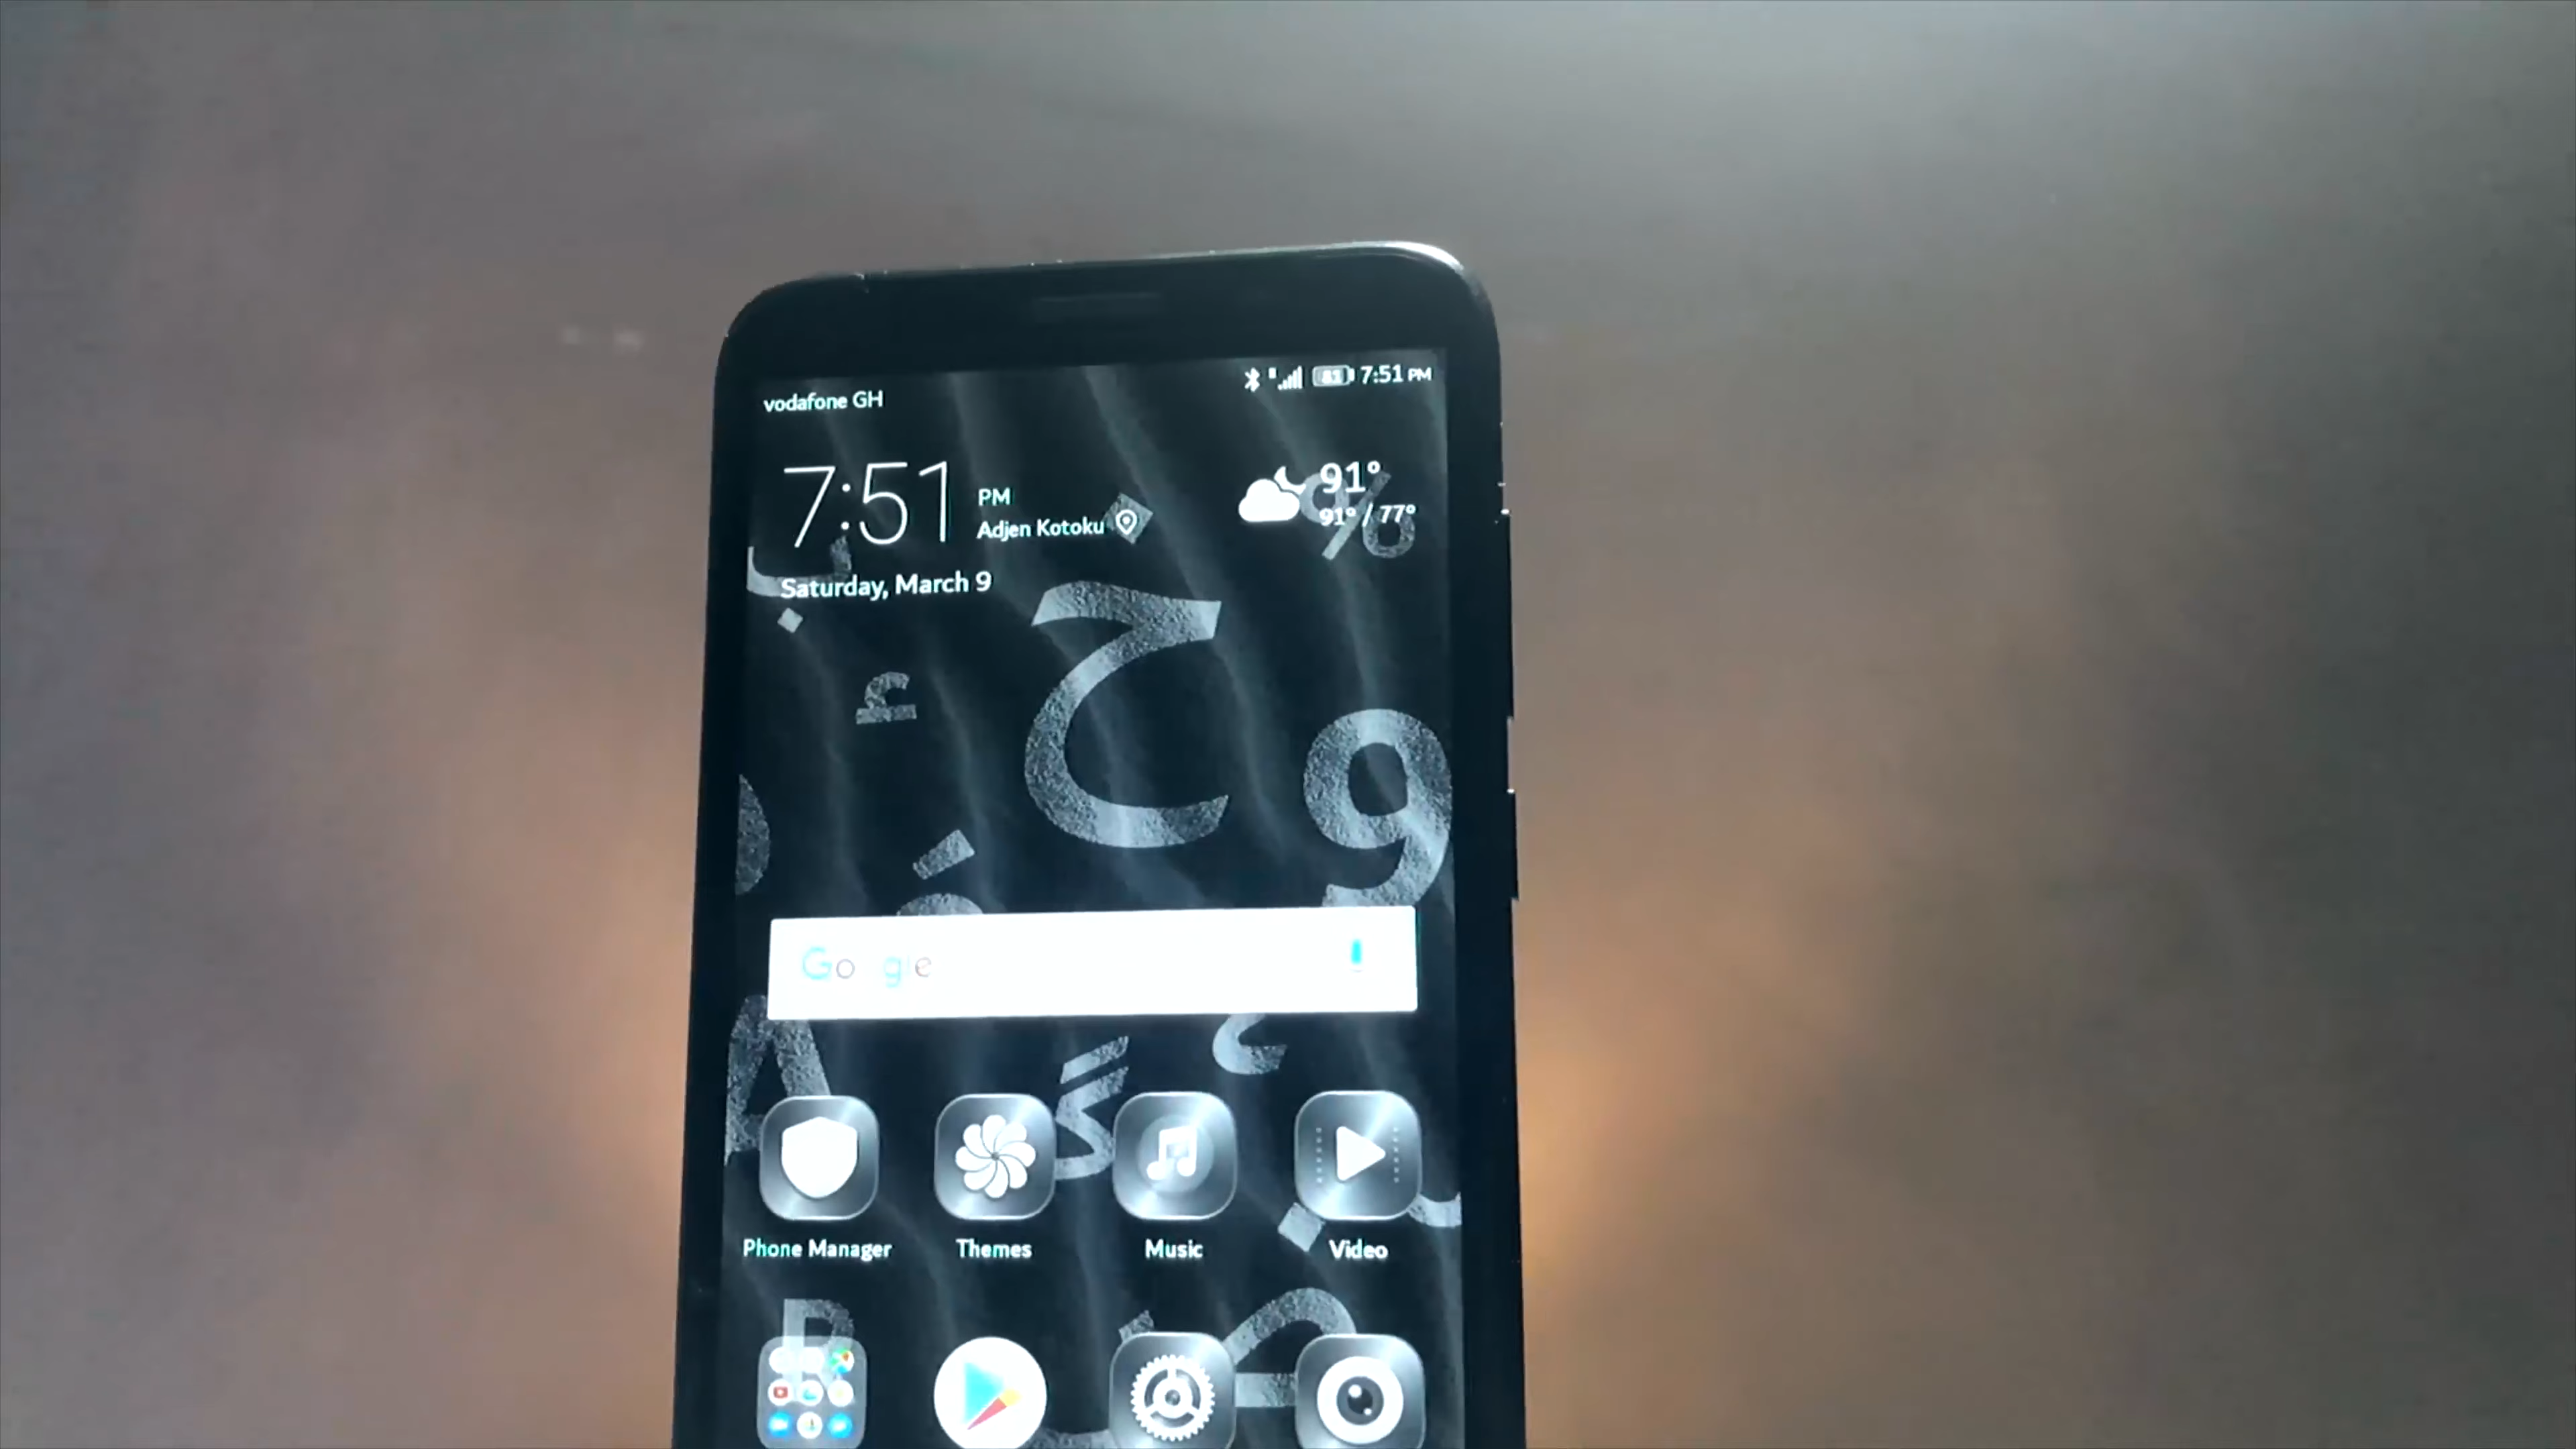 vodafone GH
81 7:51 PM
7:51 PM
Adjen Kotoku
91°
91° / 77°
Saturday, March 9
%
ح
و
Google
A
گ
Phone Manager
Themes
Music
Video